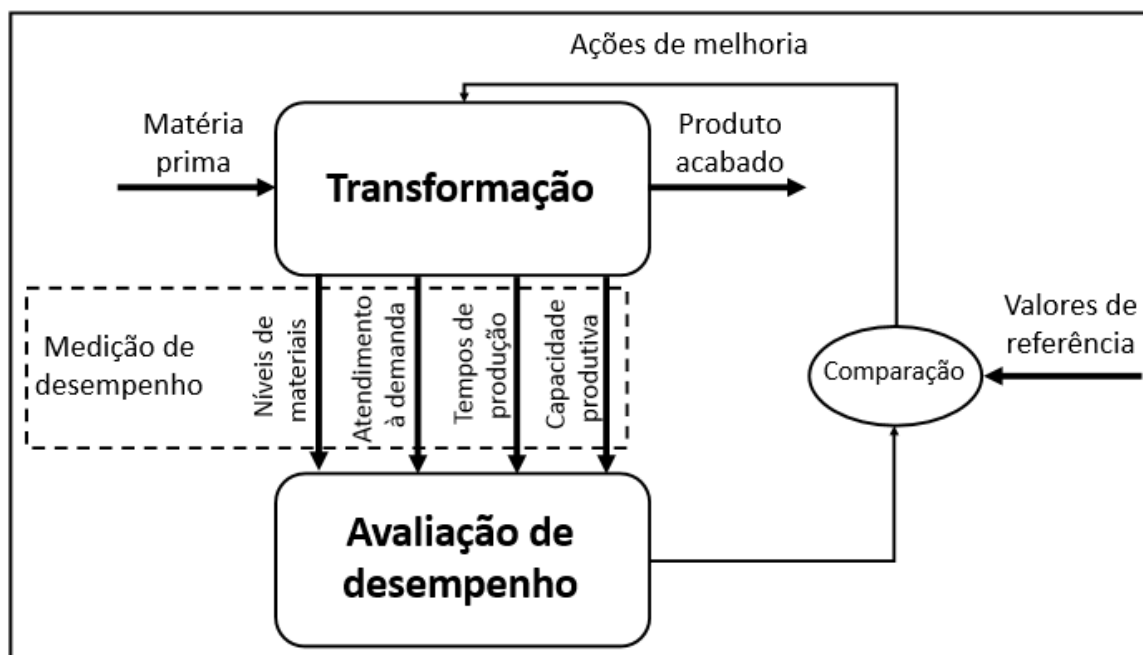 Ações de melhoria
Matéria
prima
Transformação
Produto
acabado
Medição de
desempenho
Níveis de
materiais
Atendimento
à demanda
Tempos de
produção
Capacidade
produtiva
Valores de
referência
Comparação
Avaliação de
desempenho